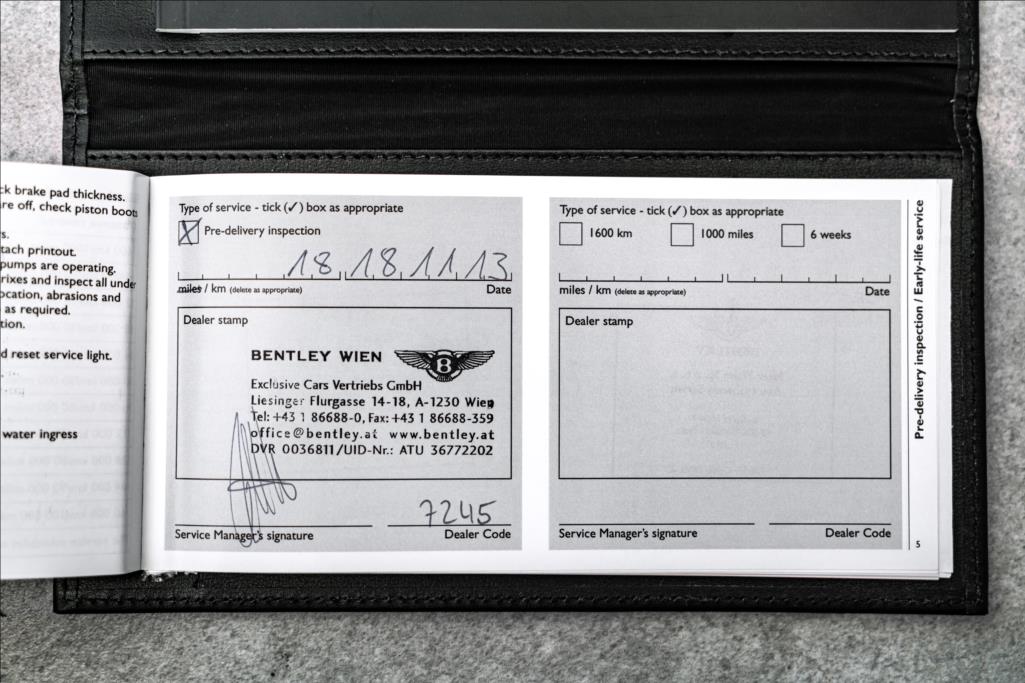 ck brake pad thickness.
re off, check piston boots
s.
tach printout.
pumps are operating.
rixes and inspect all under
ocation, abrasions and
as required.
tion.
d reset service light.
water ingress
Type of service - tick (✓) box as appropriate
Pre-delivery inspection
18 18 11 13
miles / km (delete as appropriate) Date
Dealer stamp
BENTLEY WIEN
B
Exclusive Cars Vertriebs GmbH
Liesinger Flurgasse 14-18, A-1230 Wien
Tel: +43 1 86688-0, Fax: +43 1 86688-359
office@bentley.at www.bentley.at
DVR 0036811/UID-Nr.: ATU 36772202
7245
Service Manager's signature Dealer Code
Type of service - tick (✓) box as appropriate
1600 km 1000 miles 6 weeks
miles / km (delete as appropriate) Date
Dealer stamp
Service Manager's signature Dealer Code
Pre-delivery inspection / Early-life service
5